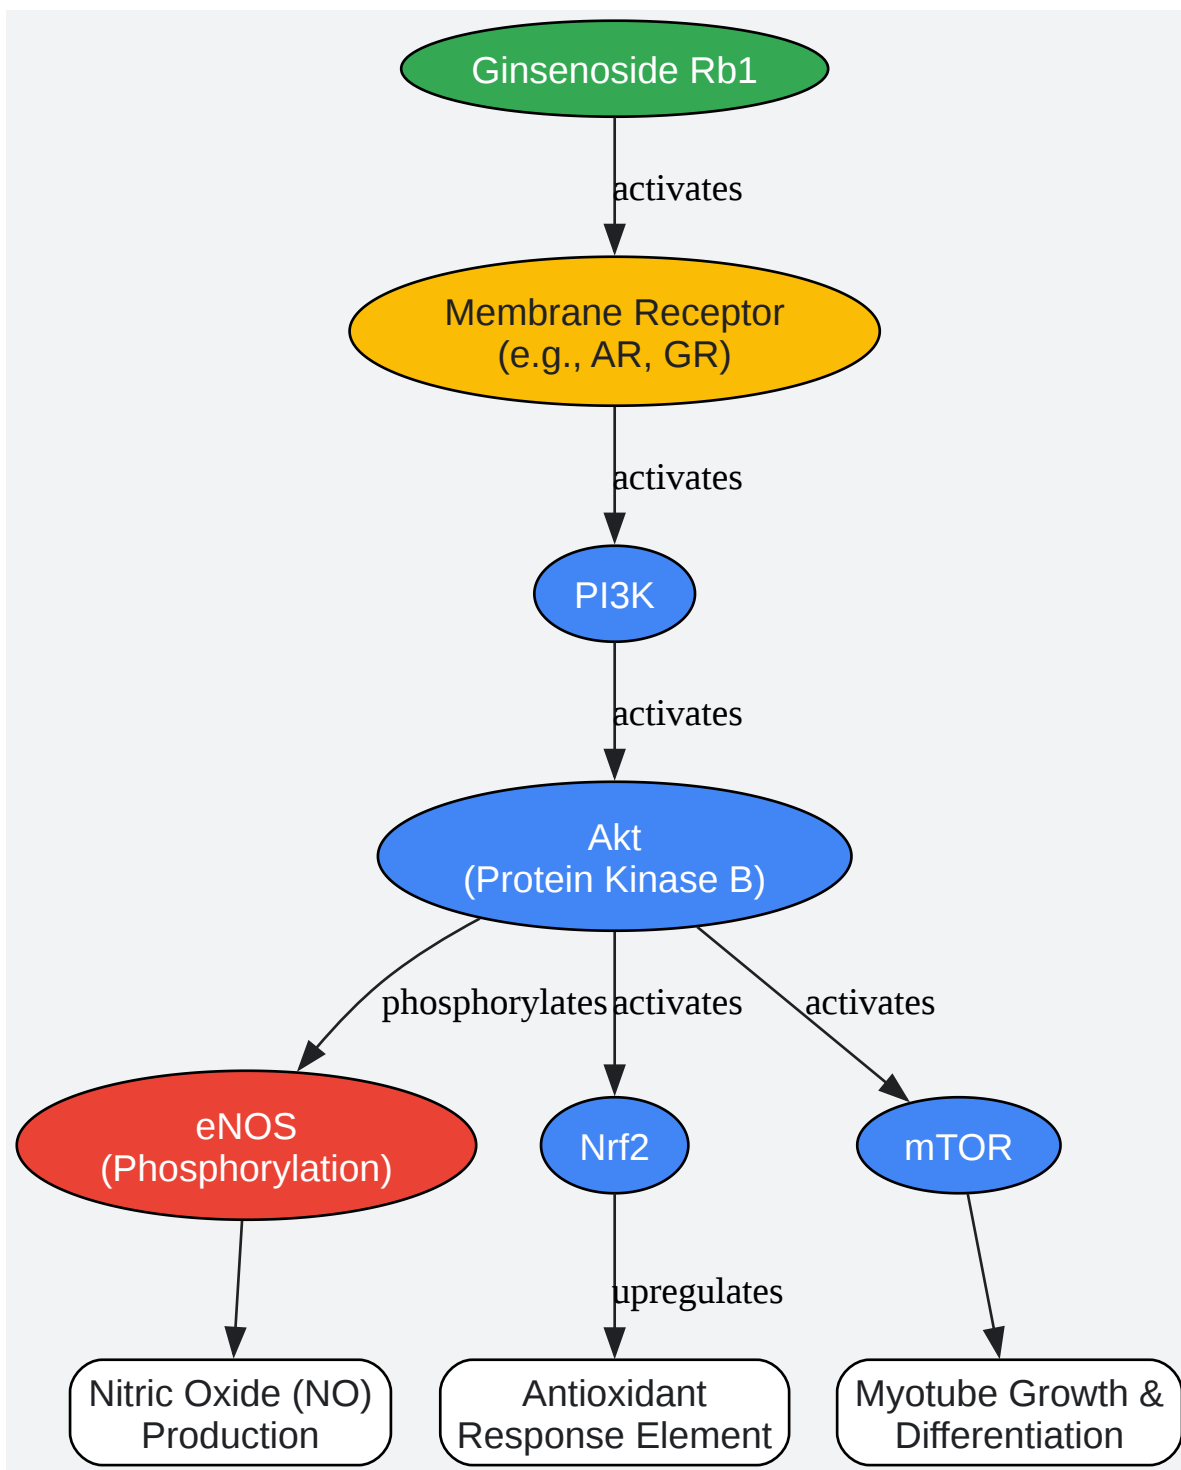 Ginsenoside Rb1
activates
Membrane Receptor
(e.g., AR, GR)
activates
PI3K
activates
Akt
(Protein Kinase B)
phosphorylates
activates
activates
eNOS
(Phosphorylation)
Nrf2
mTOR
upregulates
Nitric Oxide (NO)
Production
Antioxidant
Response Element
Myotube Growth &
Differentiation